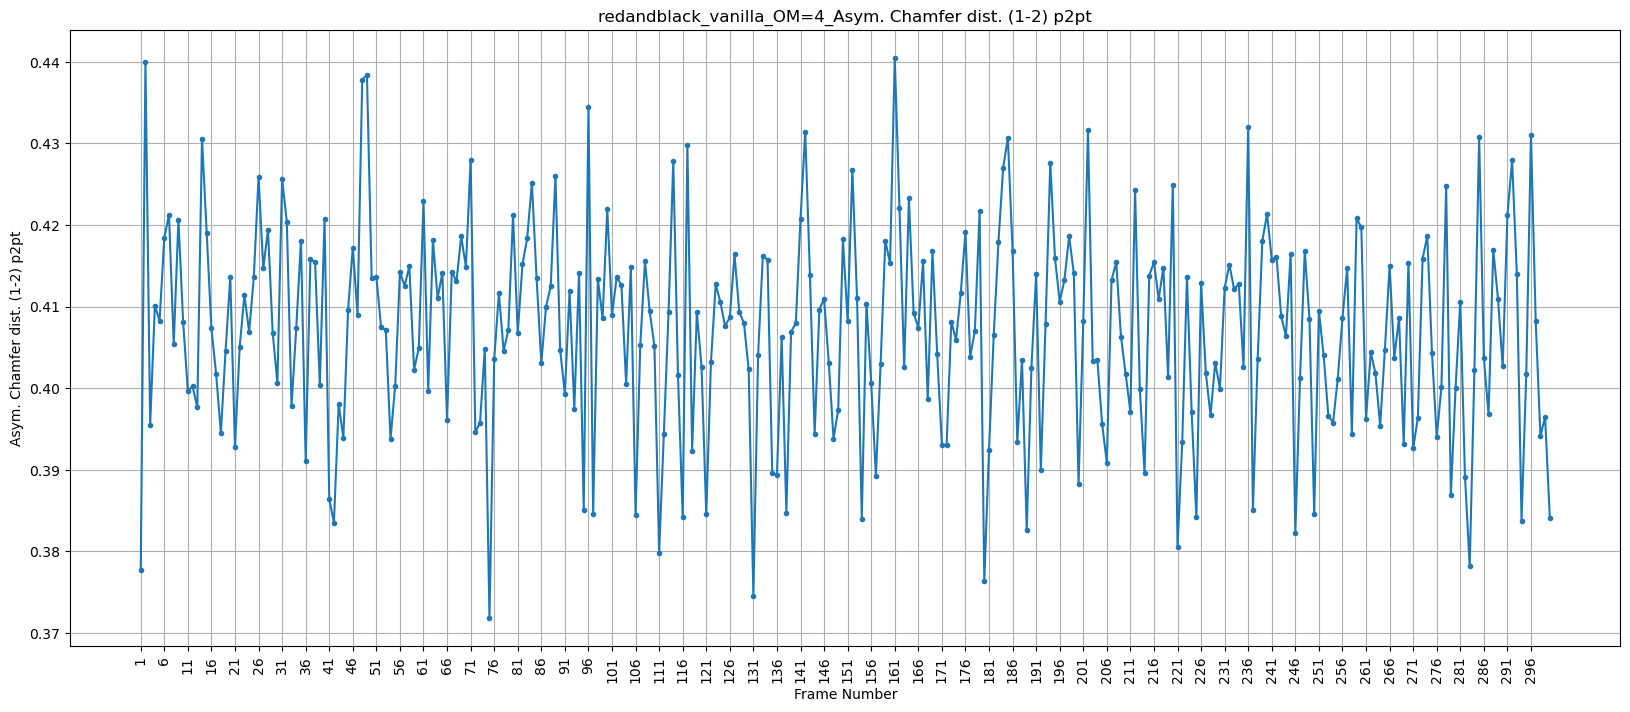 redandblack_vanilla_OM=4_Asym. Chamfer dist. (1-2) p2pt
Asym. Chamfer dist. (1-2) p2pt
0.44
0.43
0.42
0.41
0.40
0.39
0.38
0.37
1 6 11 16 21 26 31 36 41 46 51 56 61 66 71 76 81 86 91 96 101 106 111 116 121 126 131 136 141 146 151 156 161 166 171 176 181 186 191 196 201 206 211 216 221 226 231 236 241 246 251 256 261 266 271 276 281 286 291 296
Frame Number